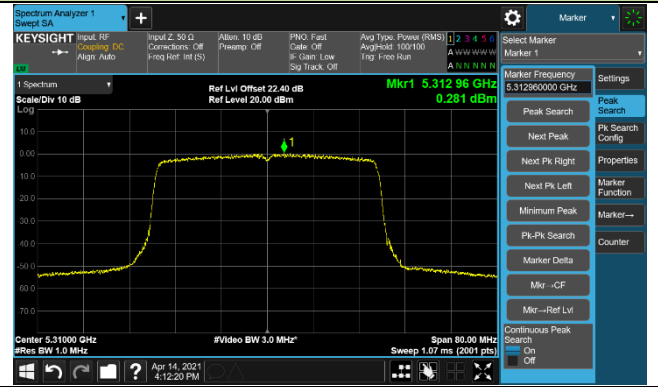 Spectrum Analyzer 1
Swept SA
+
Marker
KEYSIGHT Input: RF Input Z: 50 Ω Atten: 10 dB PNO: Fast Avg Type: Power (RMS) 1 2 3 4 5 6
Coupling: DC Corrections: Off Preamp: Off Gate: Off Avg|Hold: 100/100 A W W W W W
Align: Auto Freq Ref: Int (S) IF Gain: Low Trig: Free Run
Sig Track: Off A N N N N N
LXI
1 Spectrum Ref Lvl Offset 22.40 dB Mkr1 5.312 96 GHz
Scale/Div 10 dB Ref Level 20.00 dBm 0.281 dBm
Log
10.0
0.00
10.0
20.0
30.0
40.0
50.0
60.0
70.0
1
Center 5.31000 GHz #Video BW 3.0 MHz* Span 80.00 MHz
#Res BW 1.0 MHz Sweep 1.07 ms (2001 pts)
Select Marker
Marker 1
Marker Frequency
5.312960000 GHz
Peak Search
Next Peak
Next Pk Right
Next Pk Left
Minimum Peak
Pk-Pk Search
Marker Delta
Mkr→CF
Mkr→Ref Lvl
Continuous Peak
Search
On
Off
Settings
Peak
Search
Pk Search
Config
Properties
Marker
Function
Marker→
Counter
?
Apr 14, 2021
4:12:20 PM